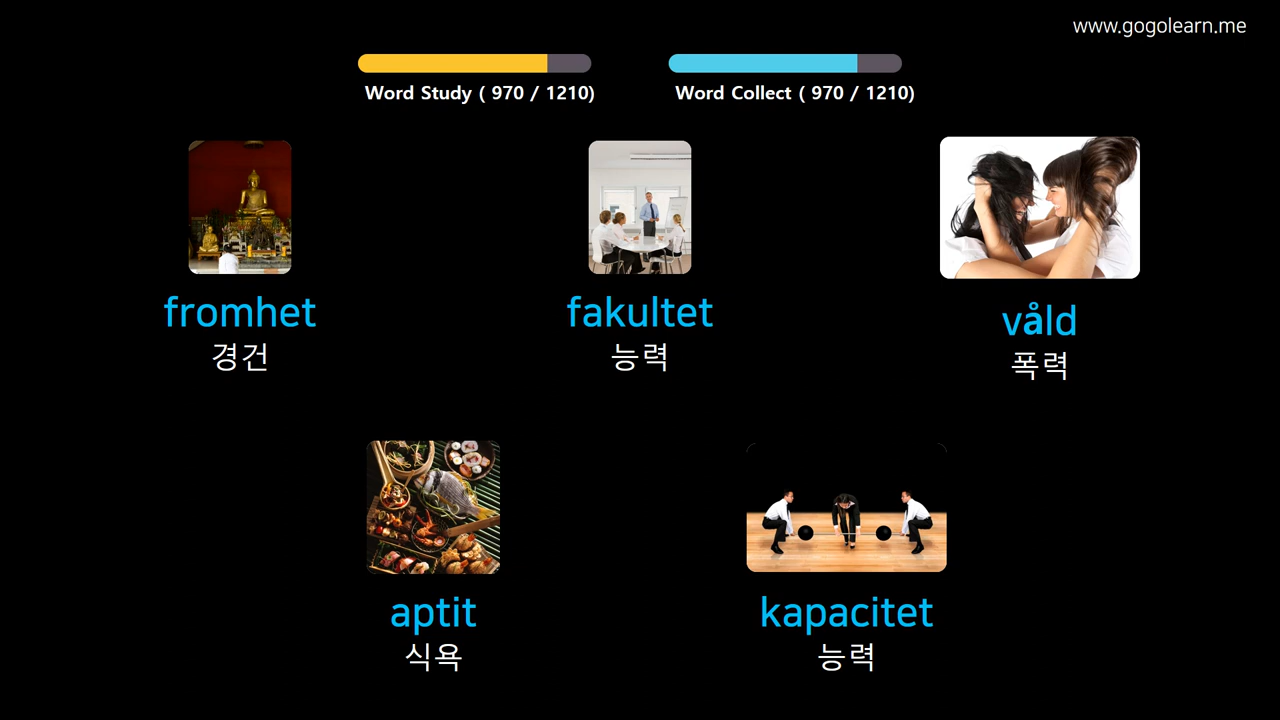 www.gogolearn.me
Word Study ( 970 / 1210)
Word Collect ( 970 / 1210)
fromhet
경건
fakultet
능력
våld
폭력
aptit
식욕
kapacitet
능력